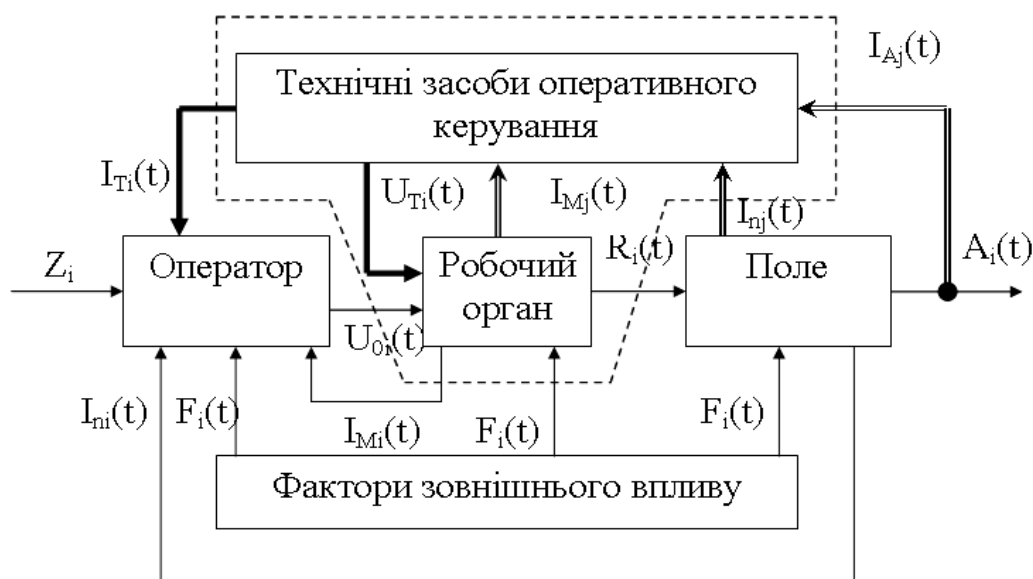 I_Aj(t)
Технічні засоби оперативного
керування
I_Ti(t)
U_Ti(t)
I_Mj(t)
I_nj(t)
R_i(t)
A_i(t)
Z_i
Оператор
Робочий
орган
Поле
U_0i(t)
I_ni(t)
F_i(t)
I_Mi(t)
F_i(t)
F_i(t)
Фактори зовнішнього впливу